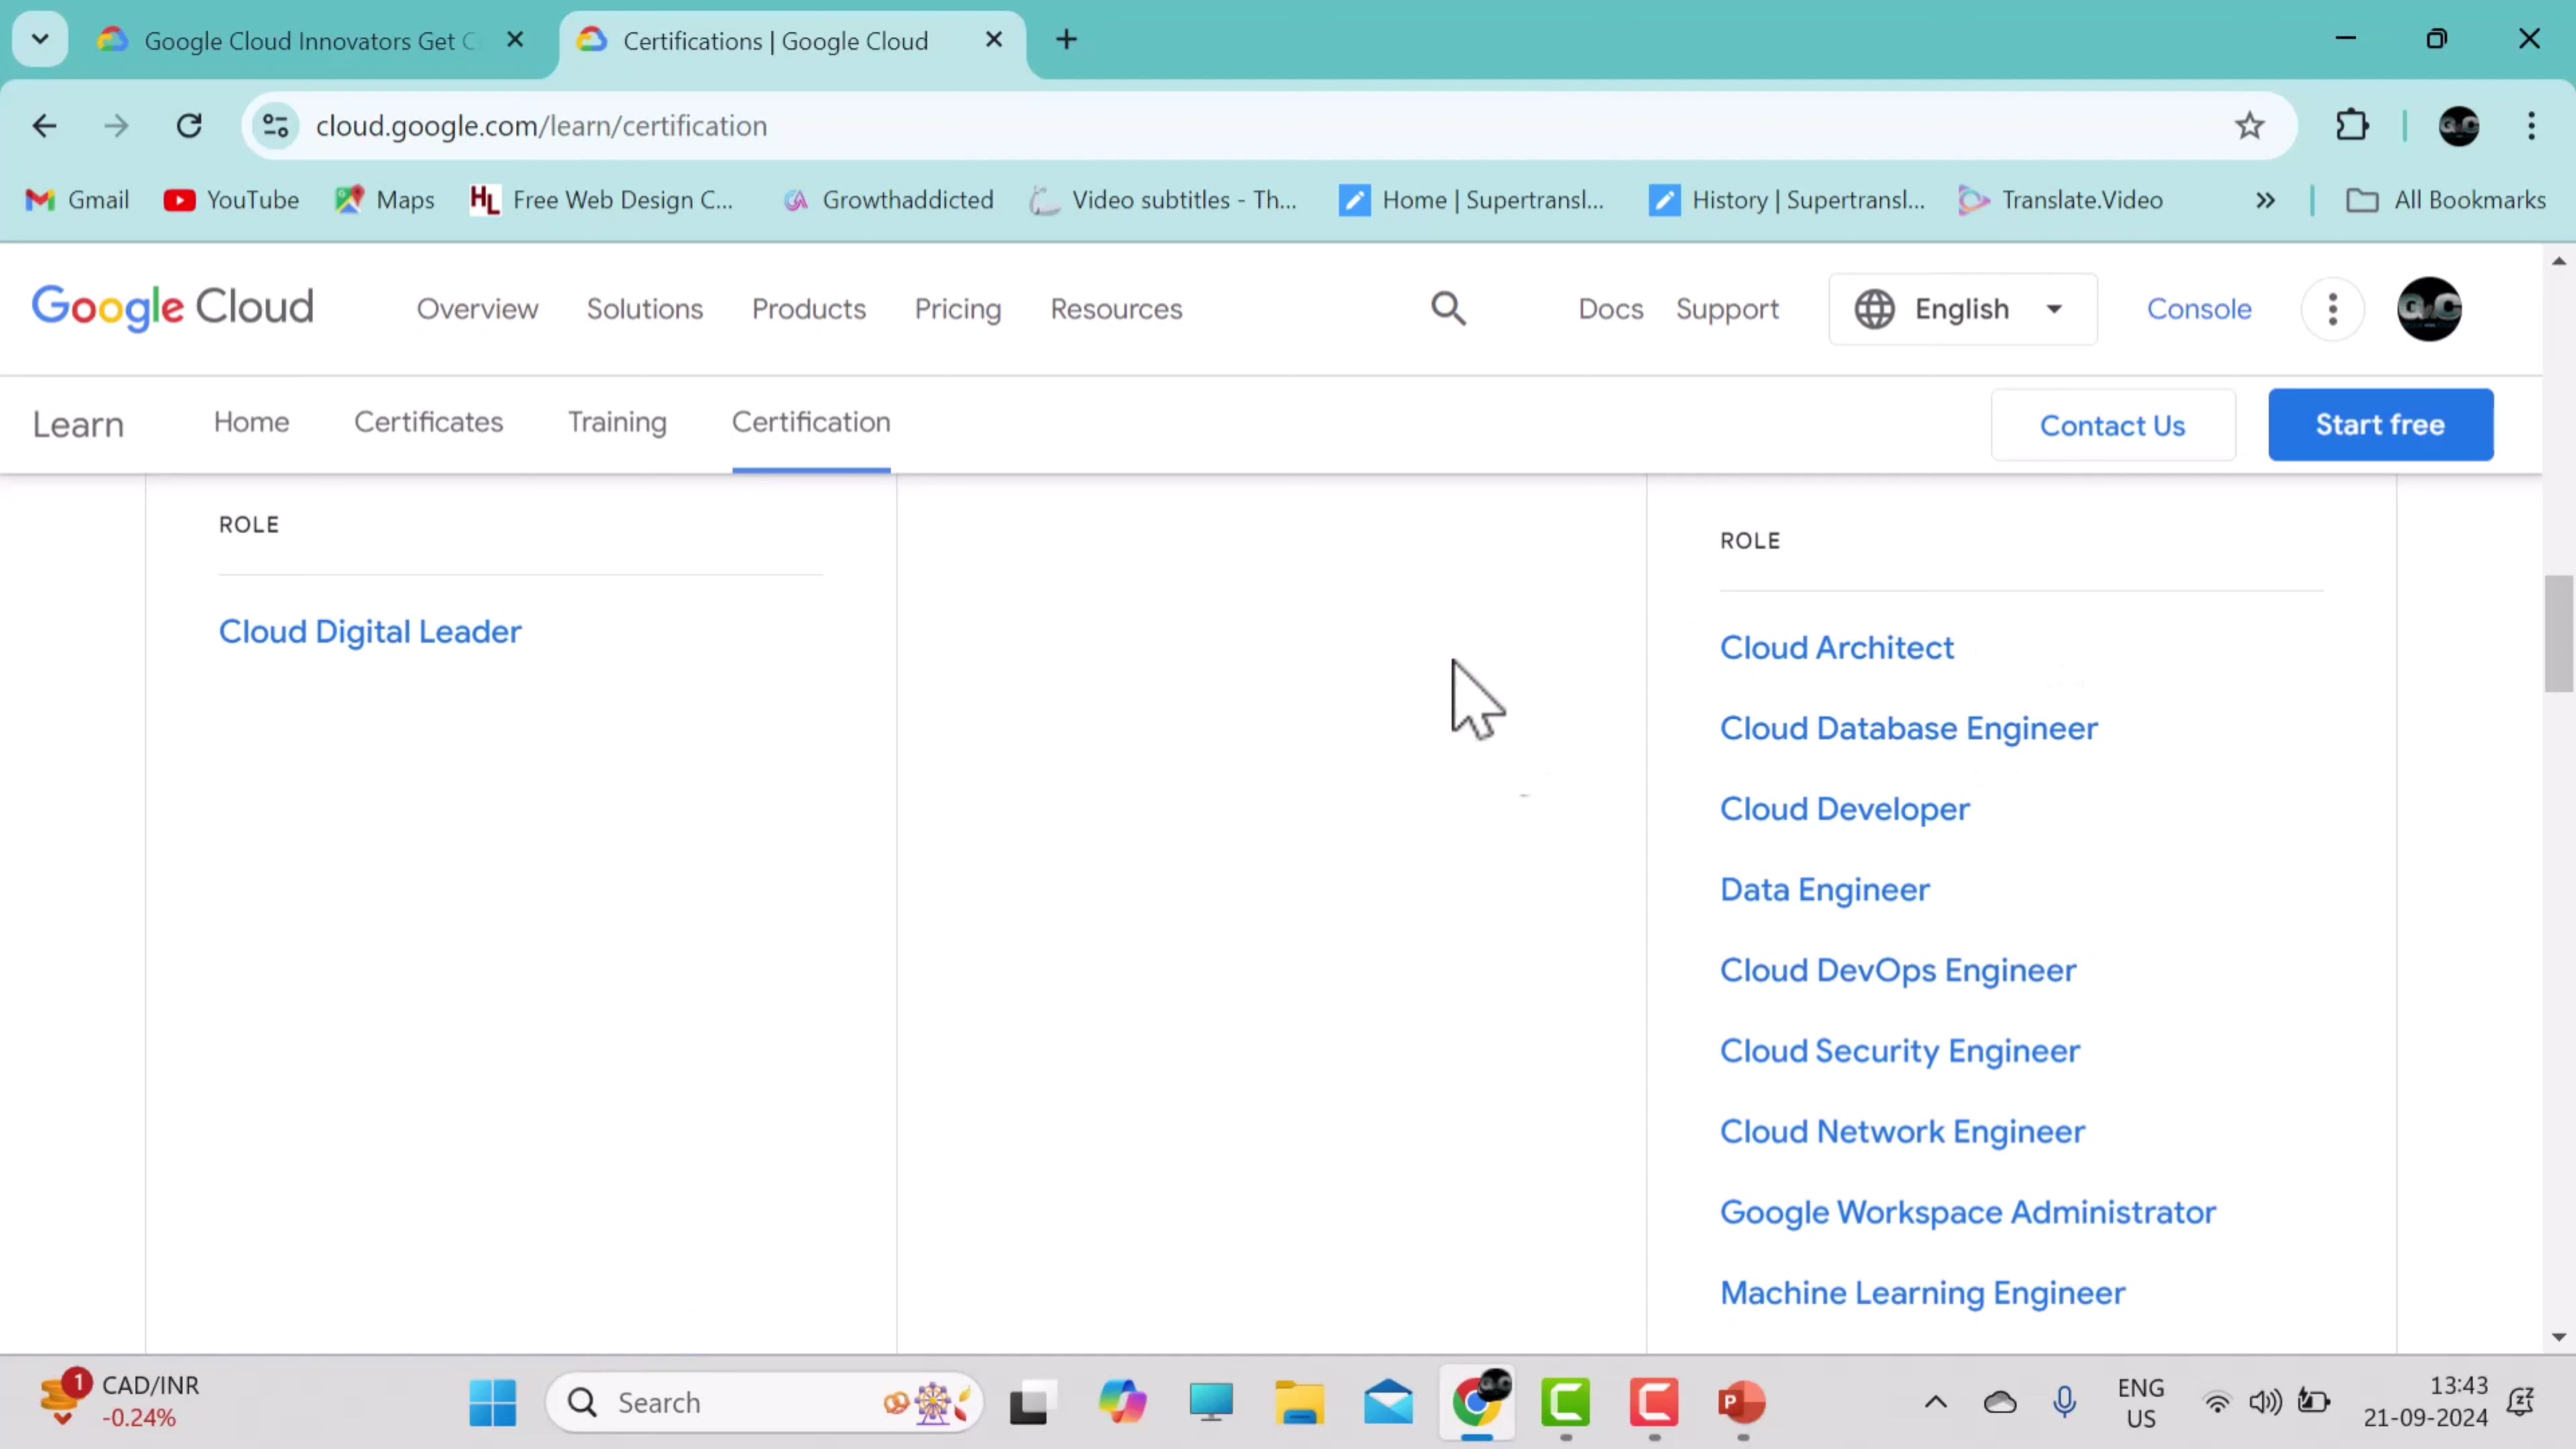 Google Cloud Innovators Get C
Certifications | Google Cloud
cloud.google.com/learn/certification
Gmail
YouTube
Maps
HL
Free Web Design C...
Growthaddicted
Video subtitles - Th...
Home | Supertransl...
History | Supertransl...
Translate.Video
All Bookmarks
Google Cloud
Overview
Solutions
Products
Pricing
Resources
Docs
Support
English
Console
Learn
Home
Certificates
Training
Certification
Contact Us
Start free
ROLE
Cloud Digital Leader
ROLE
Cloud Architect
Cloud Database Engineer
Cloud Developer
Data Engineer
Cloud DevOps Engineer
Cloud Security Engineer
Cloud Network Engineer
Google Workspace Administrator
Machine Learning Engineer
1
CAD/INR
-0.24%
Search
ENG
US
13:43
21-09-2024